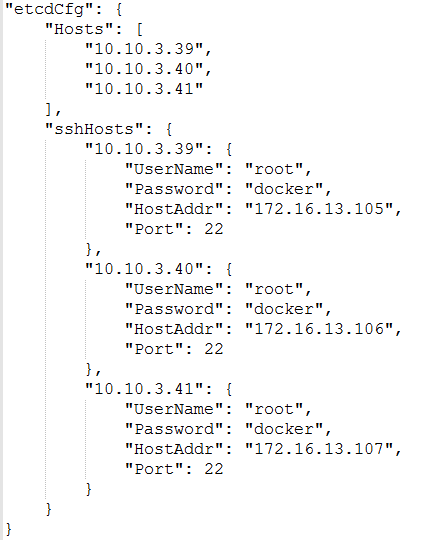 "etcdCfg": {
    "Hosts": [
        "10.10.3.39",
        "10.10.3.40",
        "10.10.3.41"
    ],
    "sshHosts": {
        "10.10.3.39": {
            "UserName": "root",
            "Password": "docker",
            "HostAddr": "172.16.13.105",
            "Port": 22
        },
        "10.10.3.40": {
            "UserName": "root",
            "Password": "docker",
            "HostAddr": "172.16.13.106",
            "Port": 22
        },
        "10.10.3.41": {
            "UserName": "root",
            "Password": "docker",
            "HostAddr": "172.16.13.107",
            "Port": 22
        }
    }
}